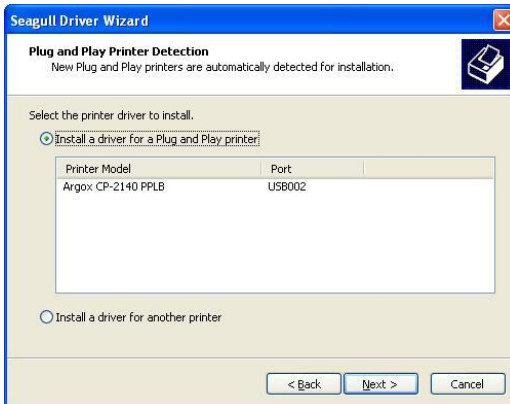 Seagull Driver Wizard
Plug and Play Printer Detection
New Plug and Play printers are automatically detected for installation.
Select the printer driver to install.
Install a driver for a Plug and Play printer
Printer Model Port
Argox CP-2140 PPLB USB002
Install a driver for another printer
< Back Next > Cancel